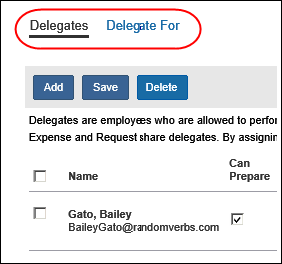 Delegates Delegate For
Add Save Delete
Delegates are employees who are allowed to perfor
Expense and Request share delegates. By assignin
Name Can
Prepare
Gato, Bailey
BaileyGato@randomverbs.com